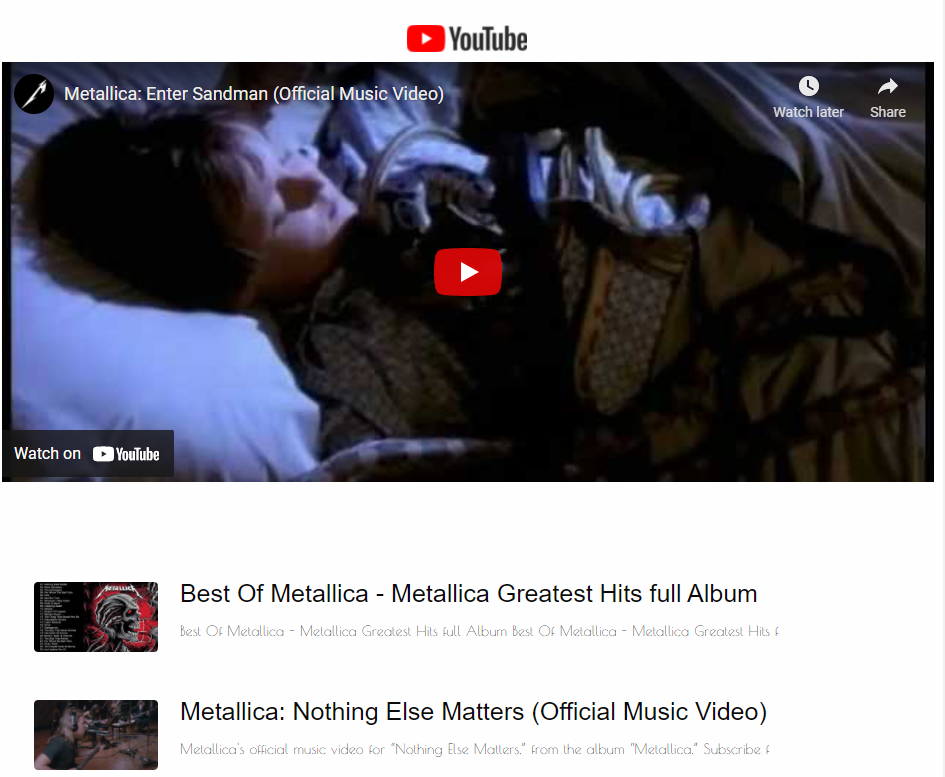 YouTube
Metallica: Enter Sandman (Official Music Video)
Watch later
Share
Watch on YouTube
METALLICA
Best Of Metallica - Metallica Greatest Hits full Album
Best Of Metallica - Metallica Greatest Hits full Album Best Of Metallica - Metallica Greatest Hits f
Metallica: Nothing Else Matters (Official Music Video)
Metallica's official music video for “Nothing Else Matters,” from the album “Metallica.” Subscribe f